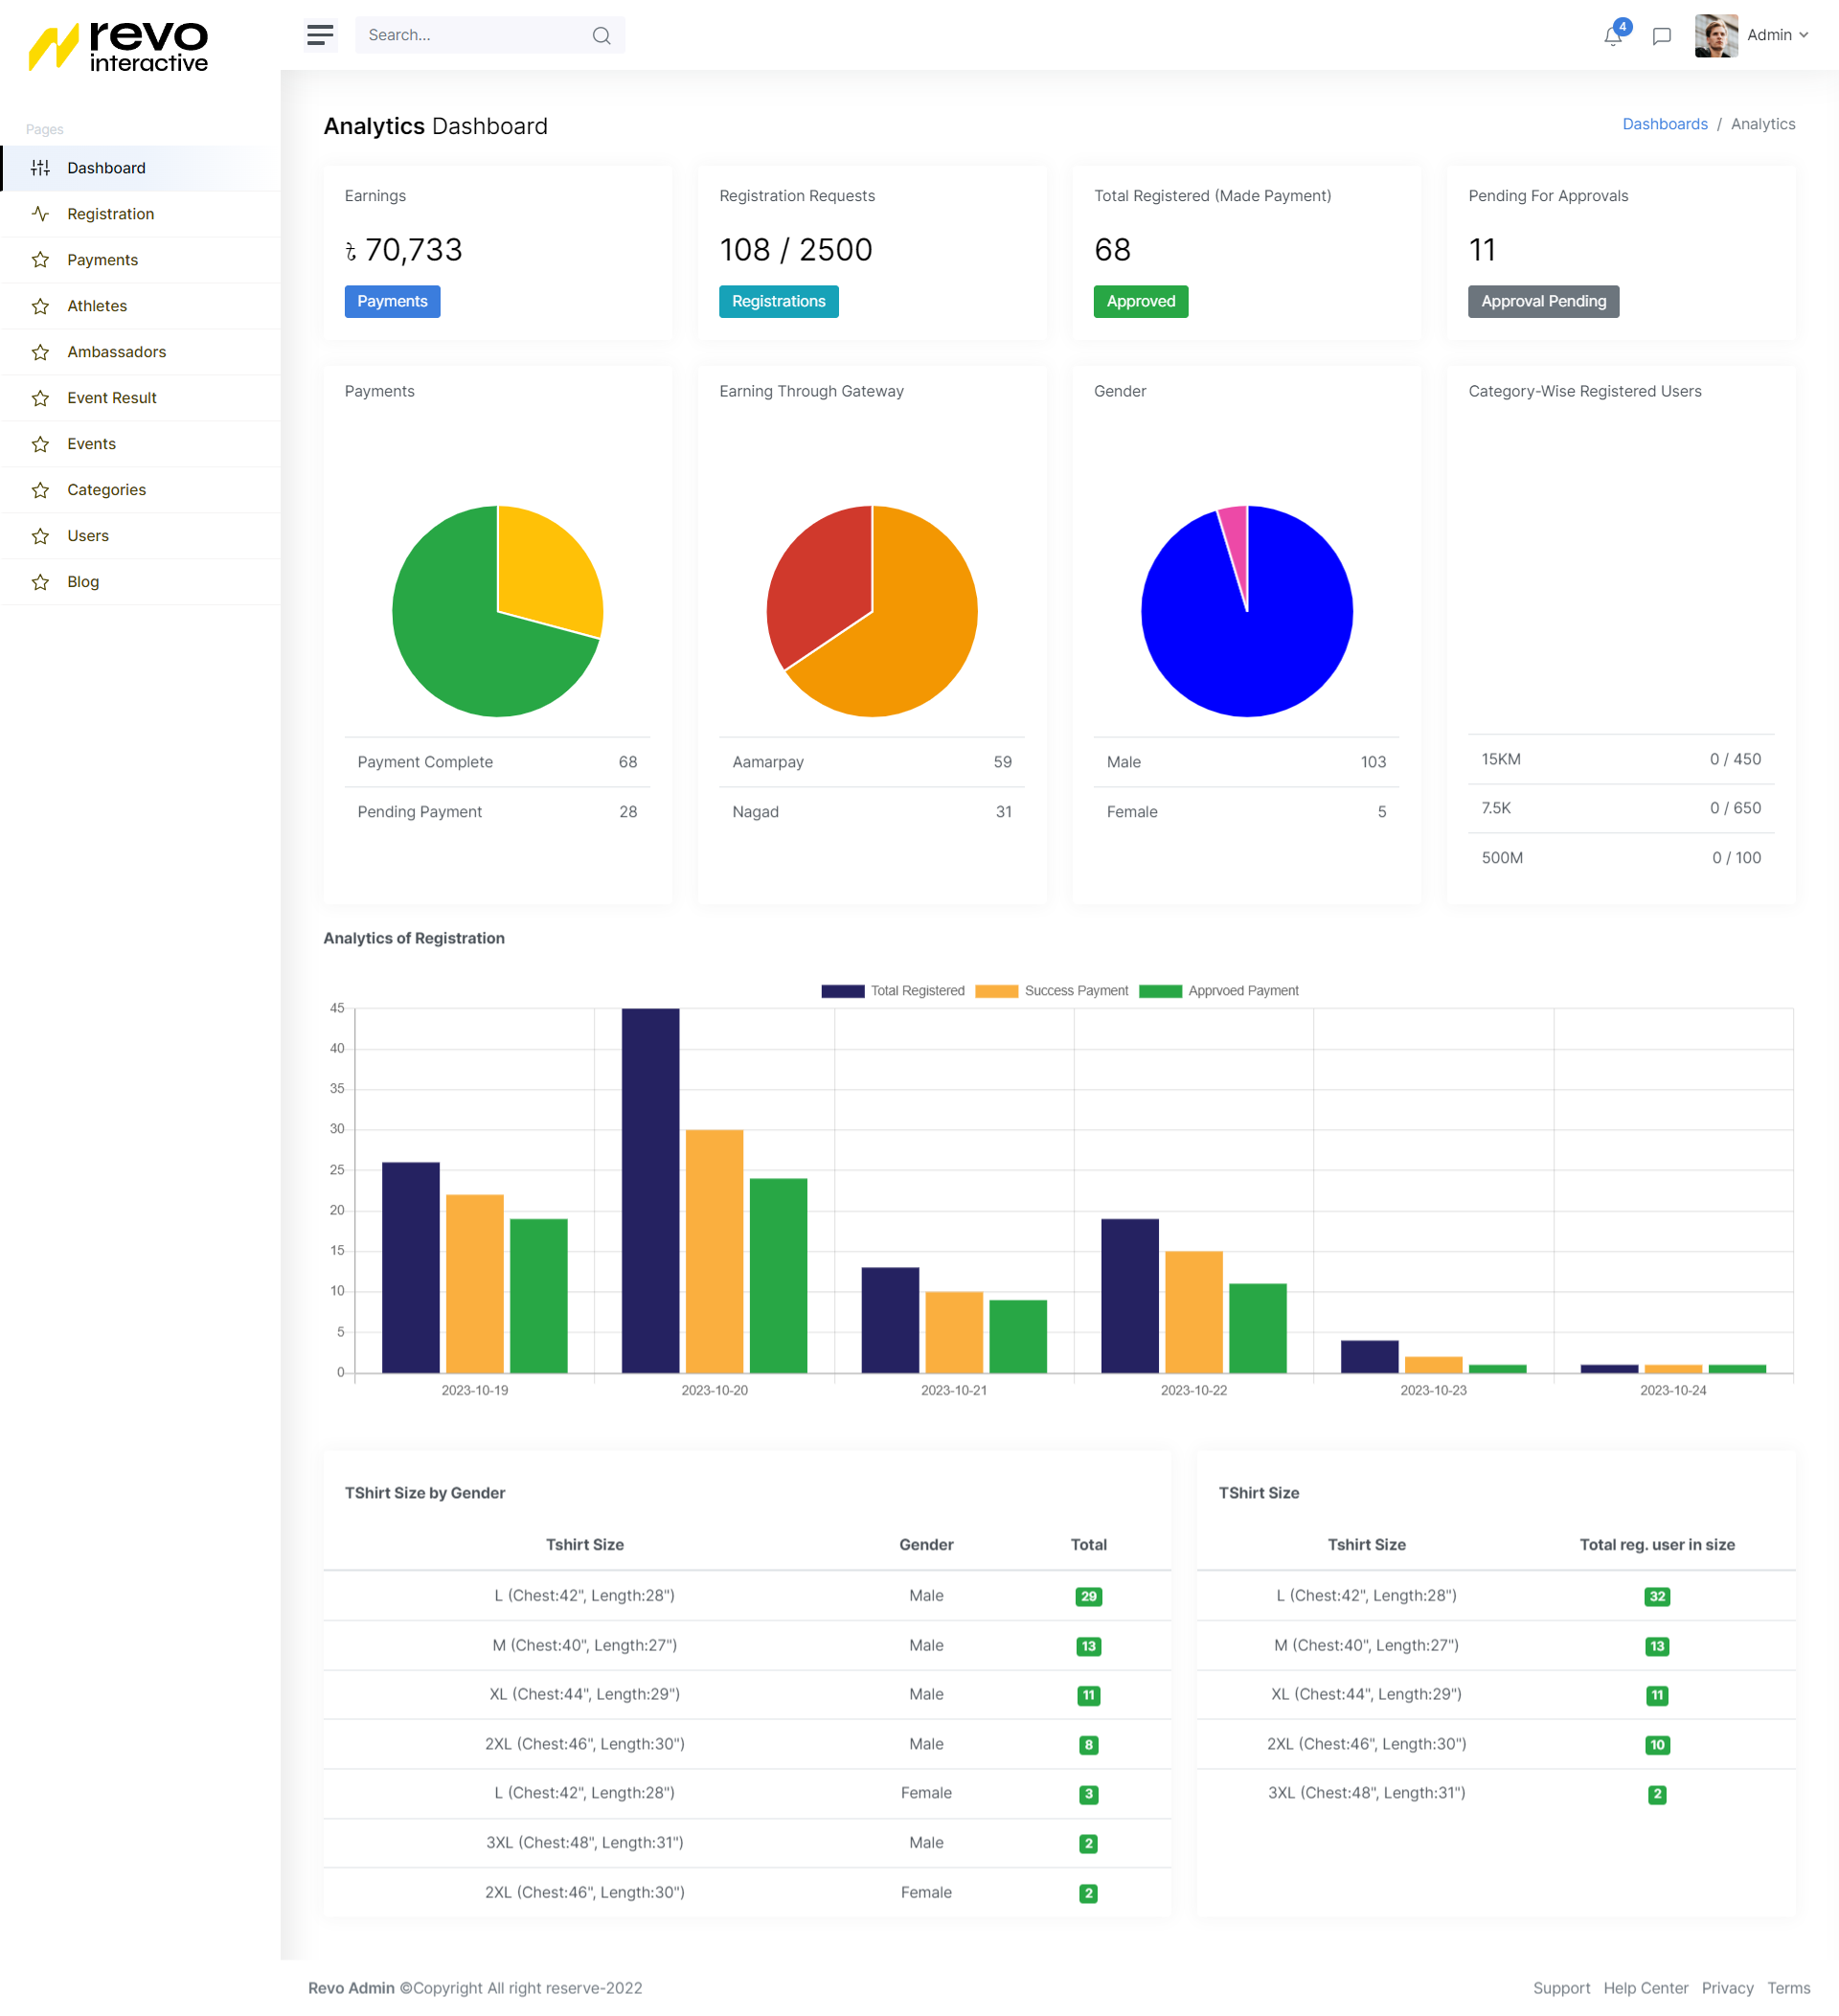 revo
interactive
Search...
4
Admin
Pages
Dashboard
Registration
Payments
Athletes
Ambassadors
Event Result
Events
Categories
Users
Blog
Analytics Dashboard
Dashboards / Analytics
Earnings
৳ 70,733
Payments
Registration Requests
108 / 2500
Registrations
Total Registered (Made Payment)
68
Approved
Pending For Approvals
11
Approval Pending
Payments
Payment Complete 68
Pending Payment 28
Earning Through Gateway
Aamarpay 59
Nagad 31
Gender
Male 103
Female 5
Category-Wise Registered Users
15KM 0 / 450
7.5K 0 / 650
500M 0 / 100
Analytics of Registration
Total Registered Success Payment Apprvoed Payment
45
40
35
30
25
20
15
10
5
0
2023-10-19 2023-10-20 2023-10-21 2023-10-22 2023-10-23 2023-10-24
TShirt Size by Gender
Tshirt Size Gender Total
L (Chest:42", Length:28") Male 29
M (Chest:40", Length:27") Male 13
XL (Chest:44", Length:29") Male 11
2XL (Chest:46", Length:30") Male 8
L (Chest:42", Length:28") Female 3
3XL (Chest:48", Length:31") Male 2
2XL (Chest:46", Length:30") Female 2
TShirt Size
Tshirt Size Total reg. user in size
L (Chest:42", Length:28") 32
M (Chest:40", Length:27") 13
XL (Chest:44", Length:29") 11
2XL (Chest:46", Length:30") 10
3XL (Chest:48", Length:31") 2
Revo Admin ©Copyright All right reserve-2022
Support Help Center Privacy Terms